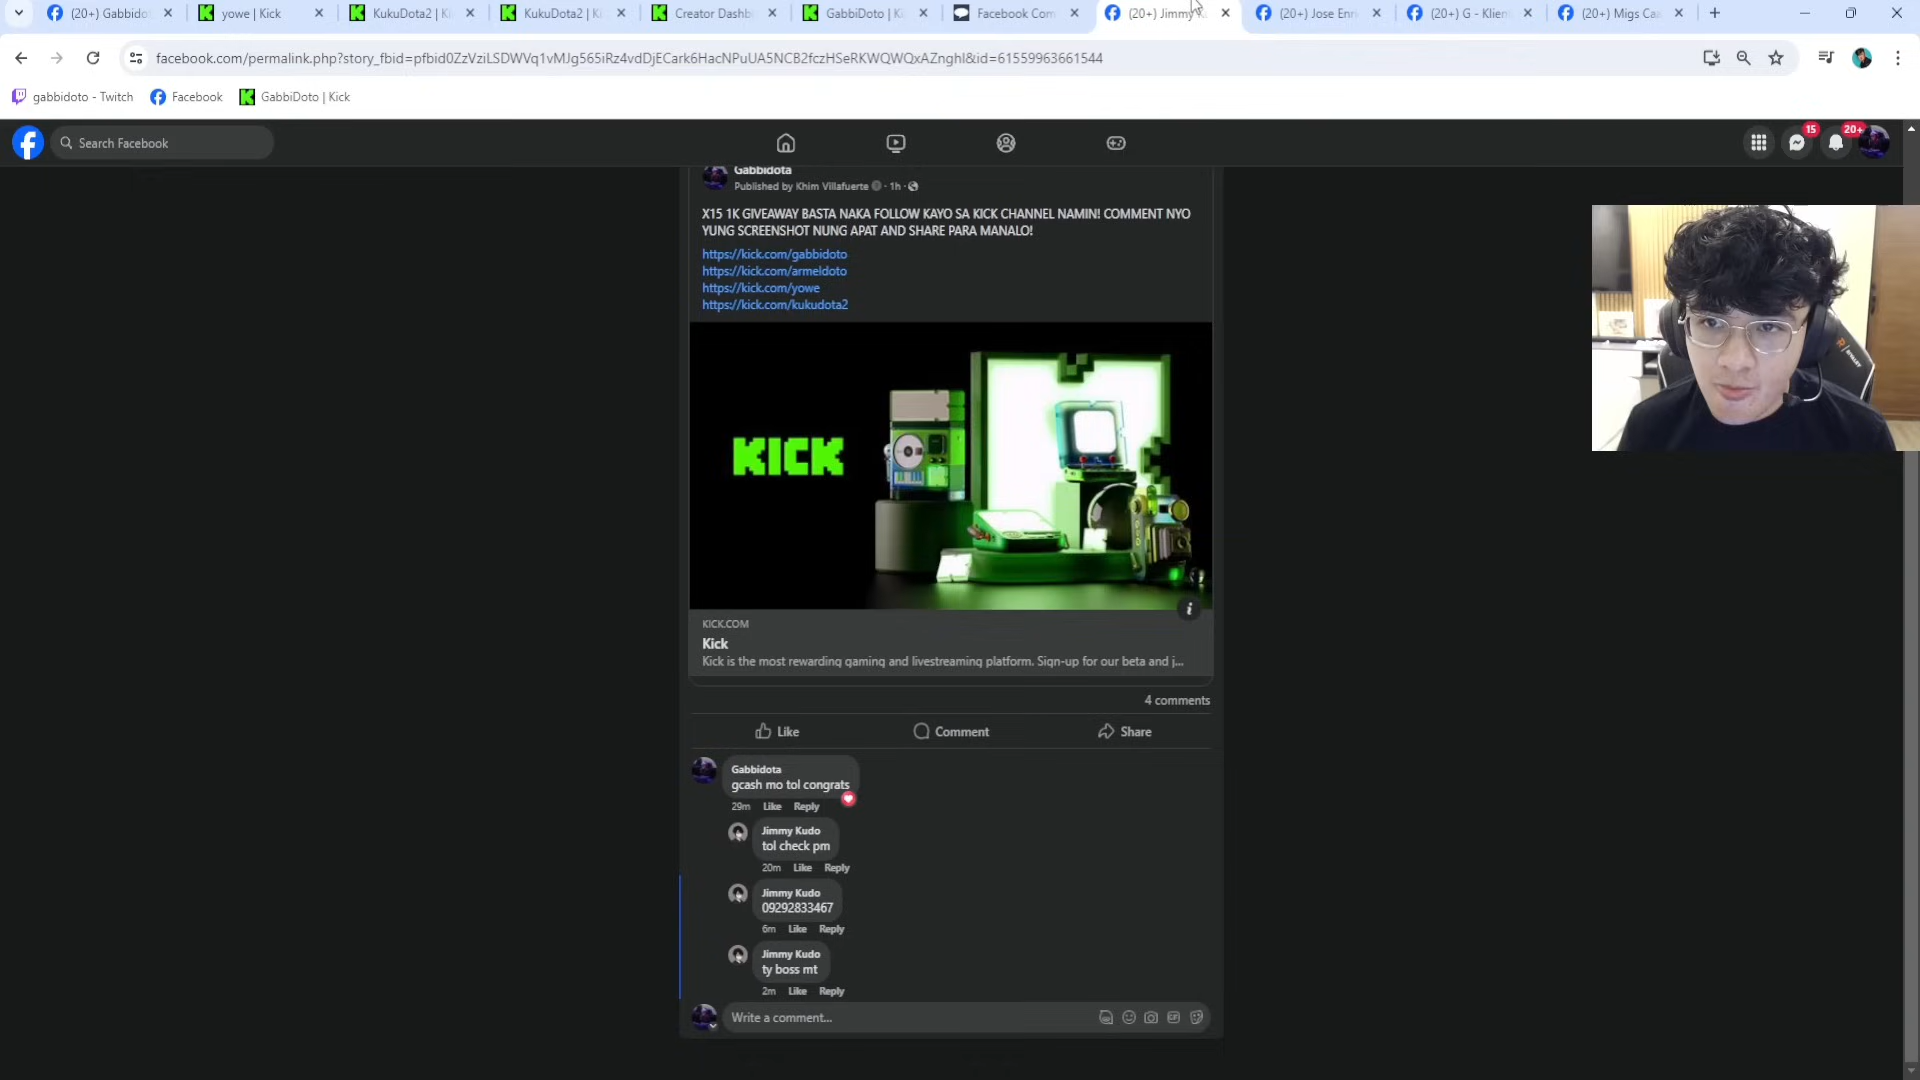 (20+) Gabbido
yowe | Kick
KukuDota2 | Ki
KukuDota2 | Ki
Creator Dashb
GabbiDoto | K
Facebook Com
(20+) Jimmy
(20+) Jose Enri
(20+) G - Klien
(20+) Migs Ca
facebook.com/permalink.php?story_fbid=pfbid0ZzVziLSDWVq1vMJg565iRz4vdDjECark6HacNPuUA5NCB2fczHSeRKWQWQxAZnghl&id=61559963661544
gabbidoto - Twitch
Facebook
GabbiDoto | Kick
Search Facebook
15
20+
Gabbidota
Published by Khim Villafuerte · 1h ·
X15 1K GIVEAWAY BASTA NAKA FOLLOW KAYO SA KICK CHANNEL NAMIN! COMMENT NYO
YUNG SCREENSHOT NUNG APAT AND SHARE PARA MANALO!
https://kick.com/gabbidoto
https://kick.com/armeldoto
https://kick.com/yowe
https://kick.com/kukudota2
KICK
KICK.COM
Kick
Kick is the most rewarding gaming and livestreaming platform. Sign-up for our beta and j...
4 comments
Like
Comment
Share
Gabbidota
gcash mo tol congrats
29m Like Reply
Jimmy Kudo
tol check pm
20m Like Reply
Jimmy Kudo
09292833467
6m Like Reply
Jimmy Kudo
ty boss mt
2m Like Reply
Write a comment...